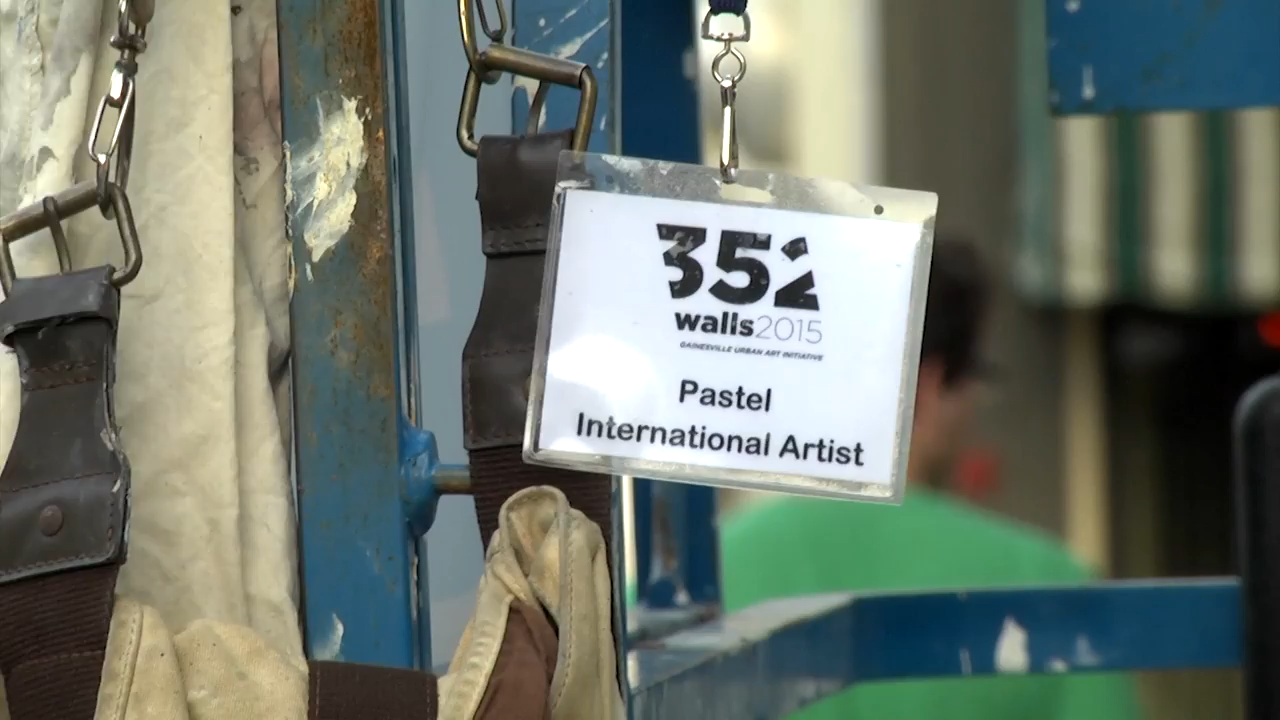 352
walls2015
GAINESVILLE URBAN ART INITIATIVE
Pastel
International Artist